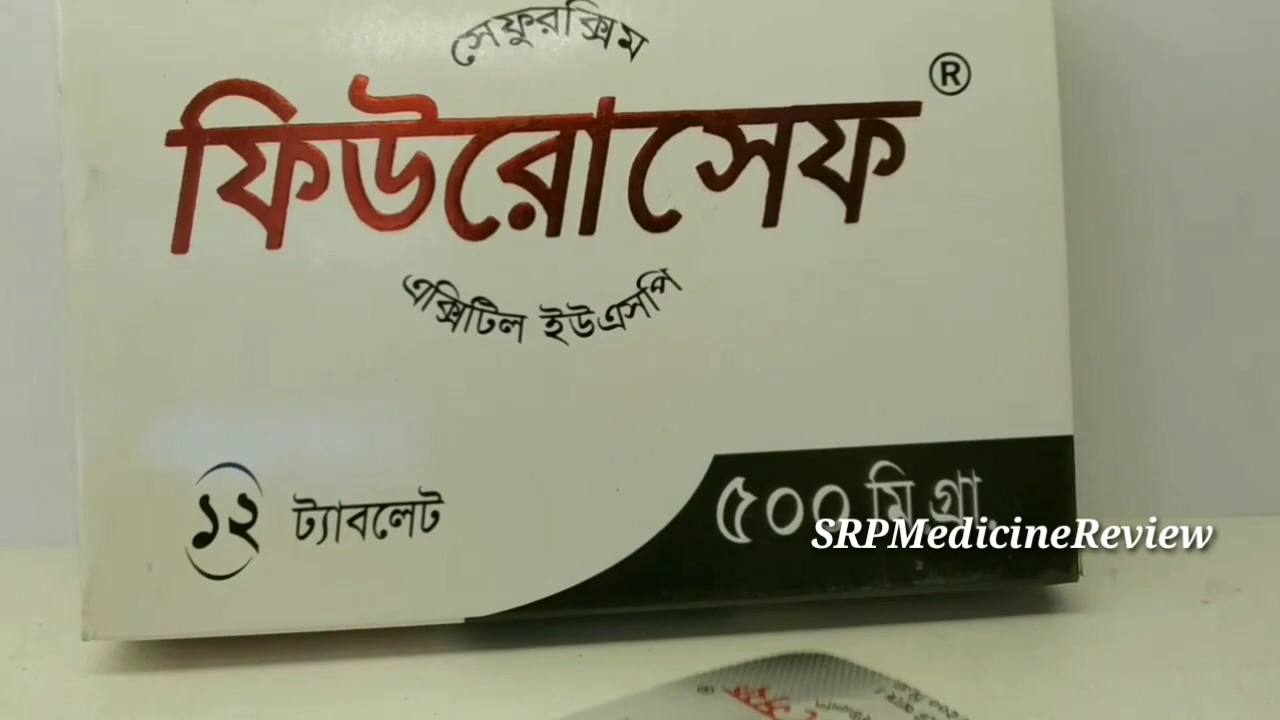 সেফুরক্সিম
ফিউরোসেফ®
এক্সিটিল ইউএসপি
১২ ট্যাবলেট
৫০০ মি.গ্রা.
SRPMedicineReview